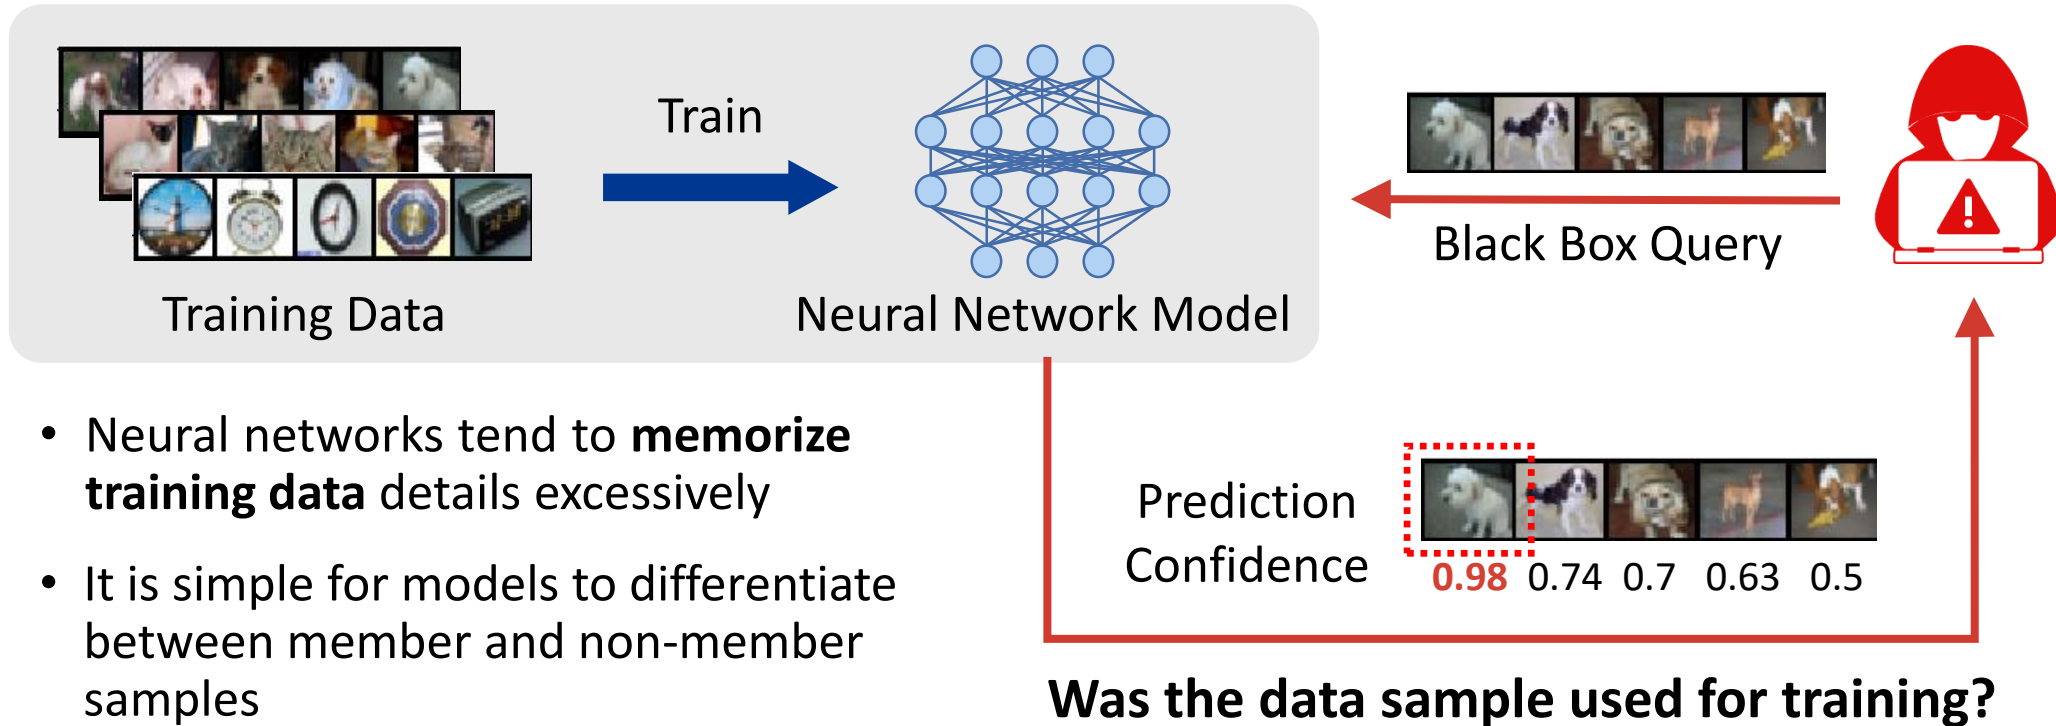 Train
Training Data
Neural Network Model
Black Box Query
• Neural networks tend to memorize
training data details excessively
• It is simple for models to differentiate
between member and non-member
samples
Prediction
Confidence
0.98 0.74 0.7 0.63 0.5
Was the data sample used for training?